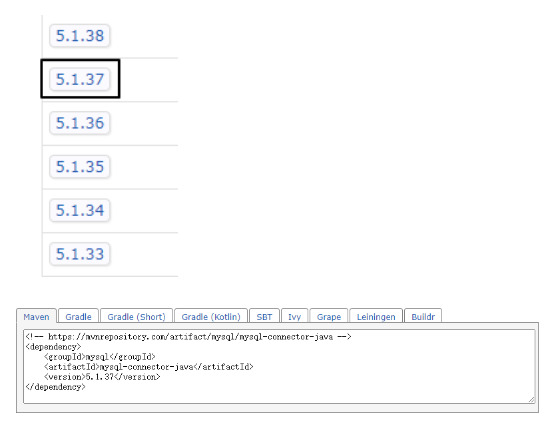 5.1.38
5.1.37
5.1.36
5.1.35
5.1.34
5.1.33
Maven Gradle Gradle (Short) Gradle (Kotlin) SBT Ivy Grape Leiningen Buildr
<!-- https://mvnrepository.com/artifact/mysql/mysql-connector-java -->
<dependency>
    <groupId>mysql</groupId>
    <artifactId>mysql-connector-java</artifactId>
    <version>5.1.37</version>
</dependency>